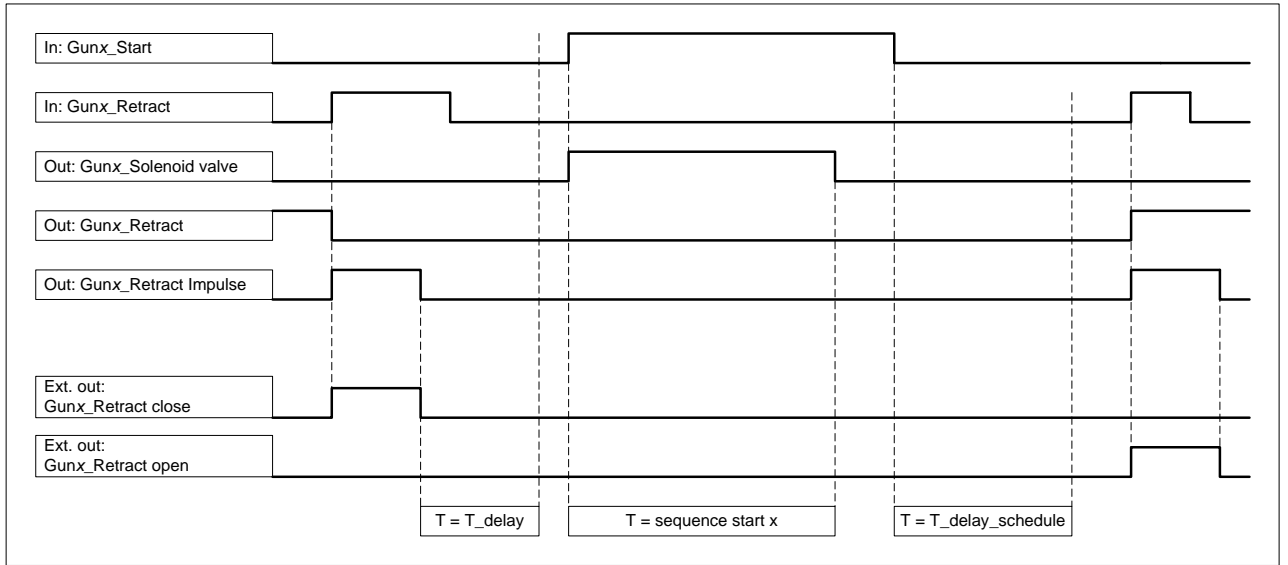 In: Gunx_Start
In: Gunx_Retract
Out: Gunx_Solenoid valve
Out: Gunx_Retract
Out: Gunx_Retract Impulse
Ext. out:
Gunx_Retract close
Ext. out:
Gunx_Retract open
T = T_delay
T = sequence start x
T = T_delay_schedule